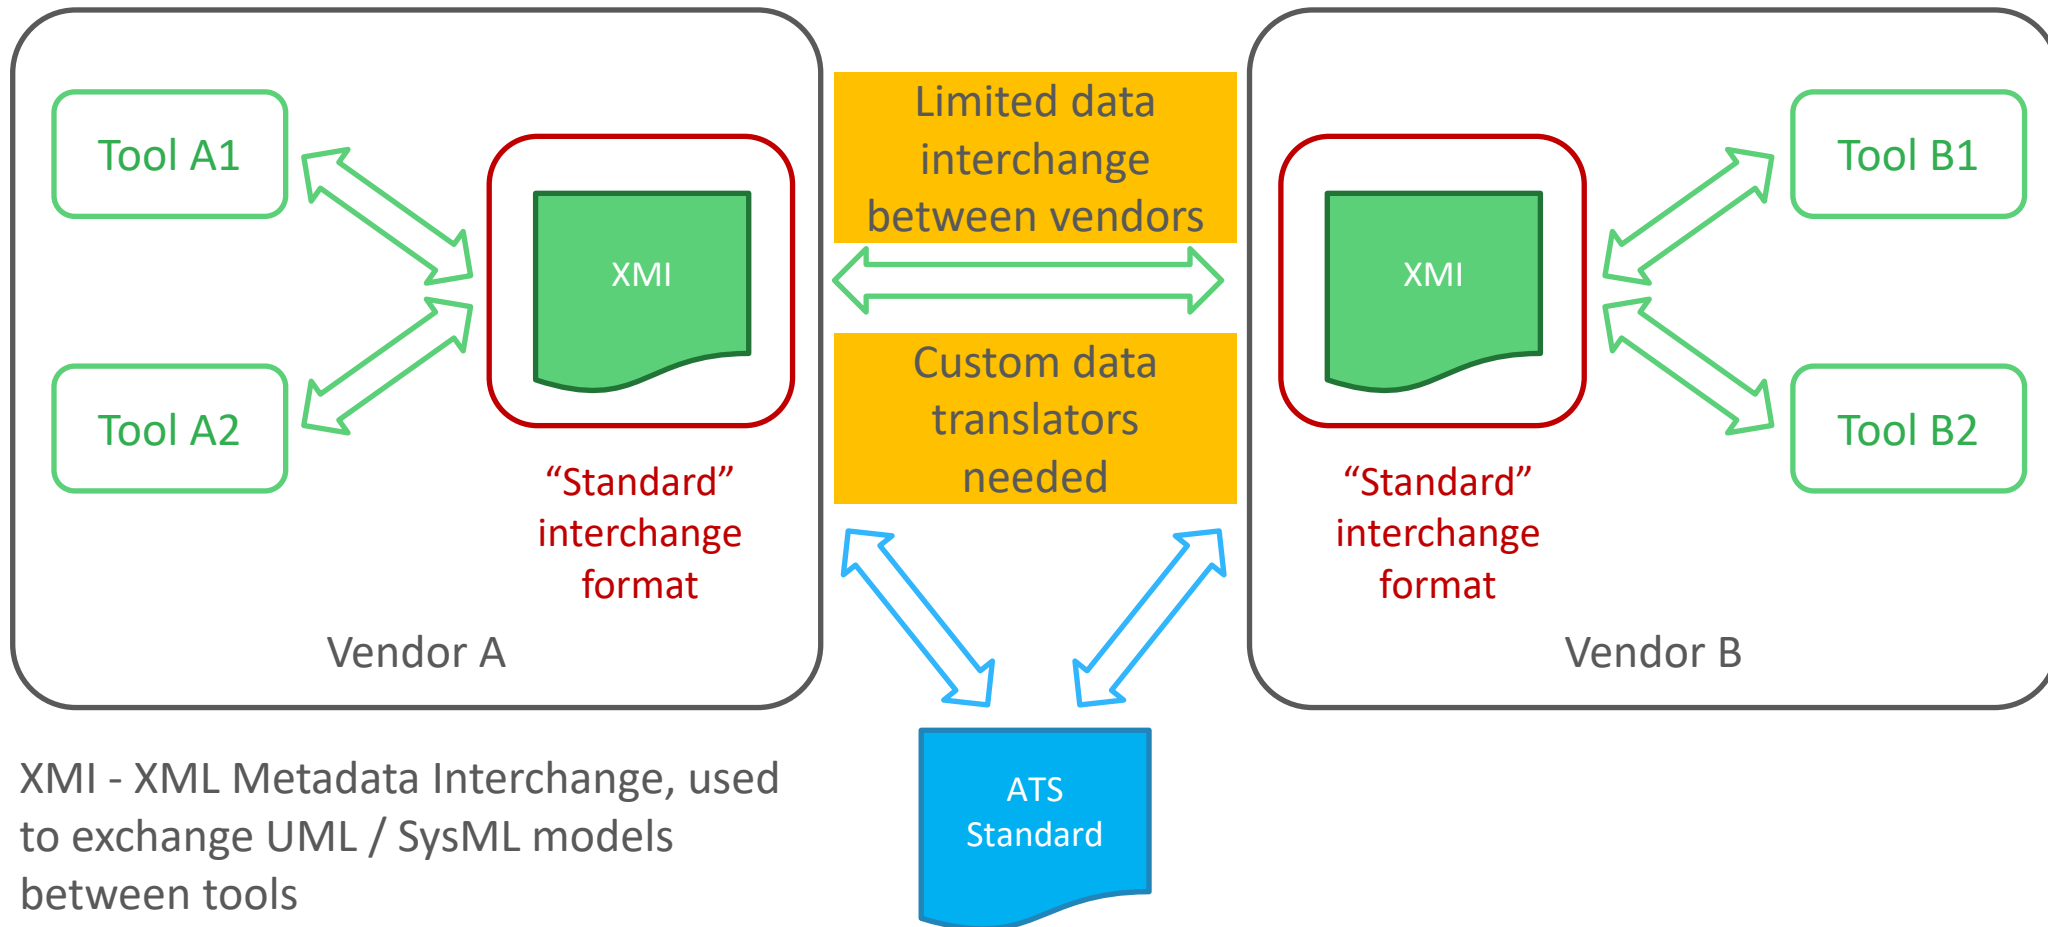 Tool A1
Tool A2
XMI
“Standard”
interchange
format
Vendor A
Limited data
interchange
between vendors
Custom data
translators
needed
XMI
“Standard”
interchange
format
Tool B1
Tool B2
Vendor B
ATS
Standard
XMI - XML Metadata Interchange, used
to exchange UML / SysML models
between tools